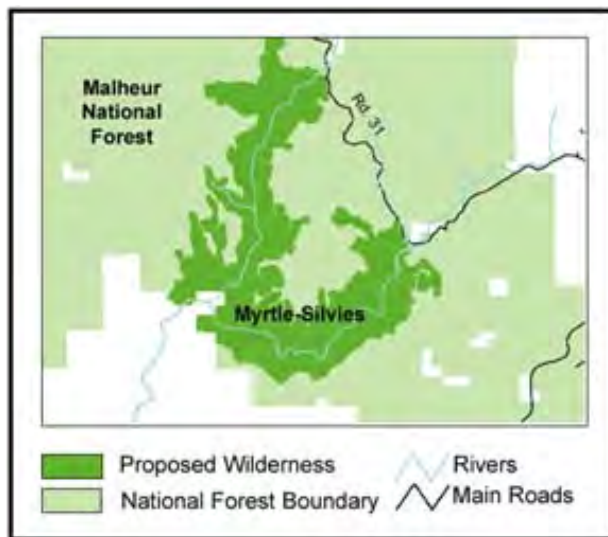 Malheur
National
Forest
Rd. 31
Myrtle-Silvies
Proposed Wilderness
Rivers
National Forest Boundary
Main Roads